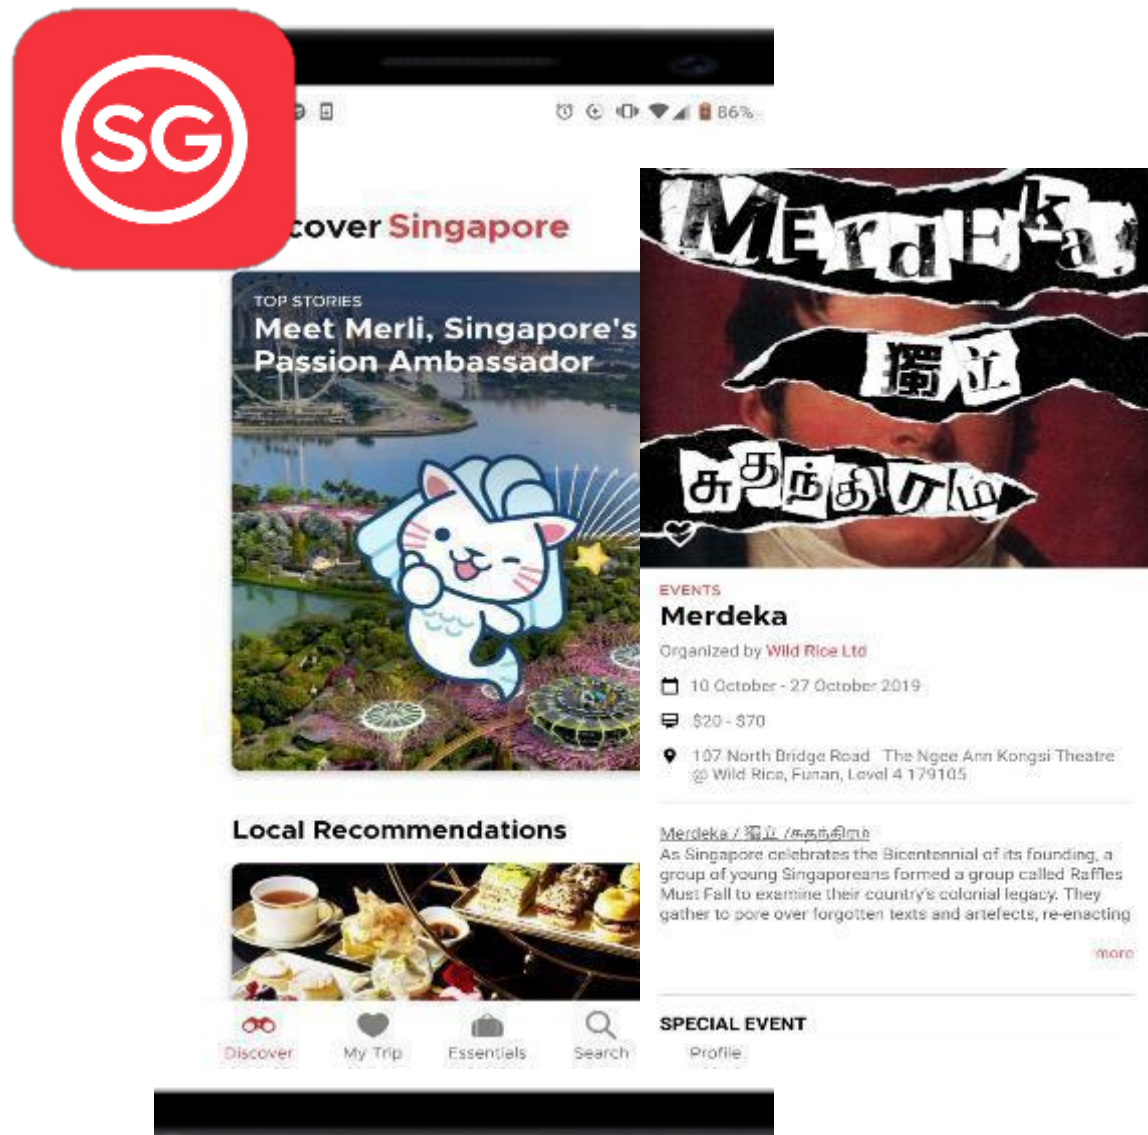 SG
86%
cover Singapore
TOP STORIES
Meet Merli, Singapore's
Passion Ambassador
Local Recommendations
Discover
My Trip
Essentials
Search
Profile
Merdeka
獨立
சுதந்திரம்
EVENTS
Merdeka
Organized by Wild Rice Ltd
10 October - 27 October 2019
$20 - $70
107 North Bridge Road The Ngee Ann Kongsi Theatre
@ Wild Rice, Funan, Level 4 179105
Merdeka / 獨立 /சுதந்திரம்
As Singapore celebrates the Bicentennial of its founding, a
group of young Singaporeans formed a group called Raffles
Must Fall to examine their country's colonial legacy. They
gather to pore over forgotten texts and artefacts, re-enacting
more
SPECIAL EVENT